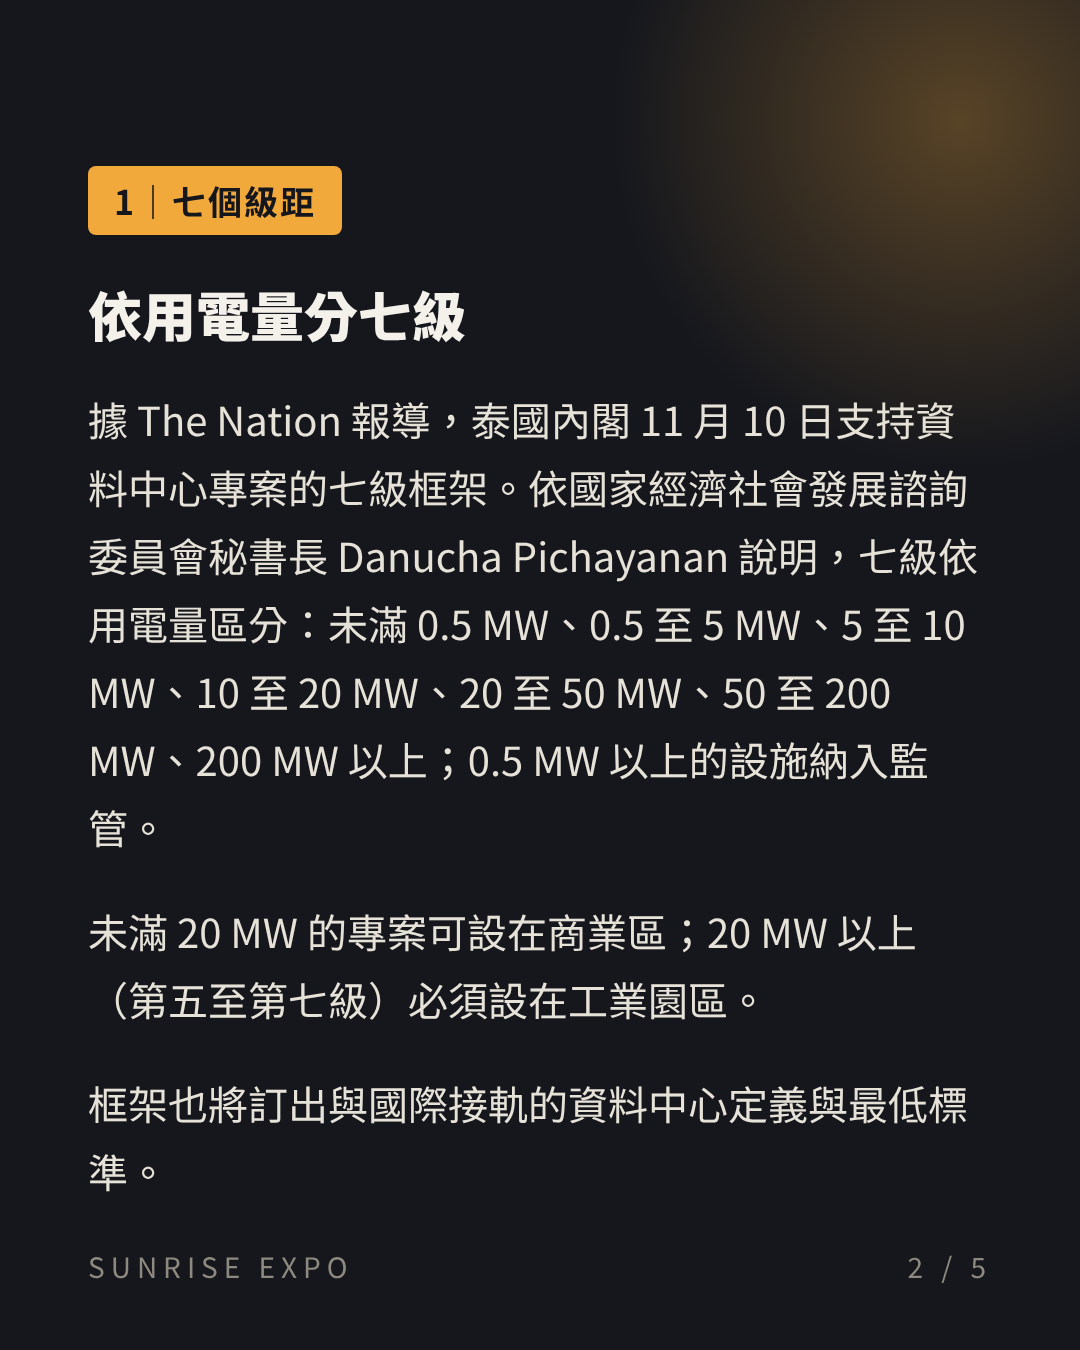 1｜七個級距
依用電量分七級
據 The Nation 報導，泰國內閣 11 月 10 日支持資
料中心專案的七級框架。依國家經濟社會發展諮詢
委員會秘書長 Danucha Pichayanan 說明，七級依
用電量區分：未滿 0.5 MW、0.5 至 5 MW、5 至 10
MW、10 至 20 MW、20 至 50 MW、50 至 200
MW、200 MW 以上；0.5 MW 以上的設施納入監
管。
未滿 20 MW 的專案可設在商業區；20 MW 以上
（第五至第七級）必須設在工業園區。
框架也將訂出與國際接軌的資料中心定義與最低標
準。
SUNRISE EXPO
2 / 5